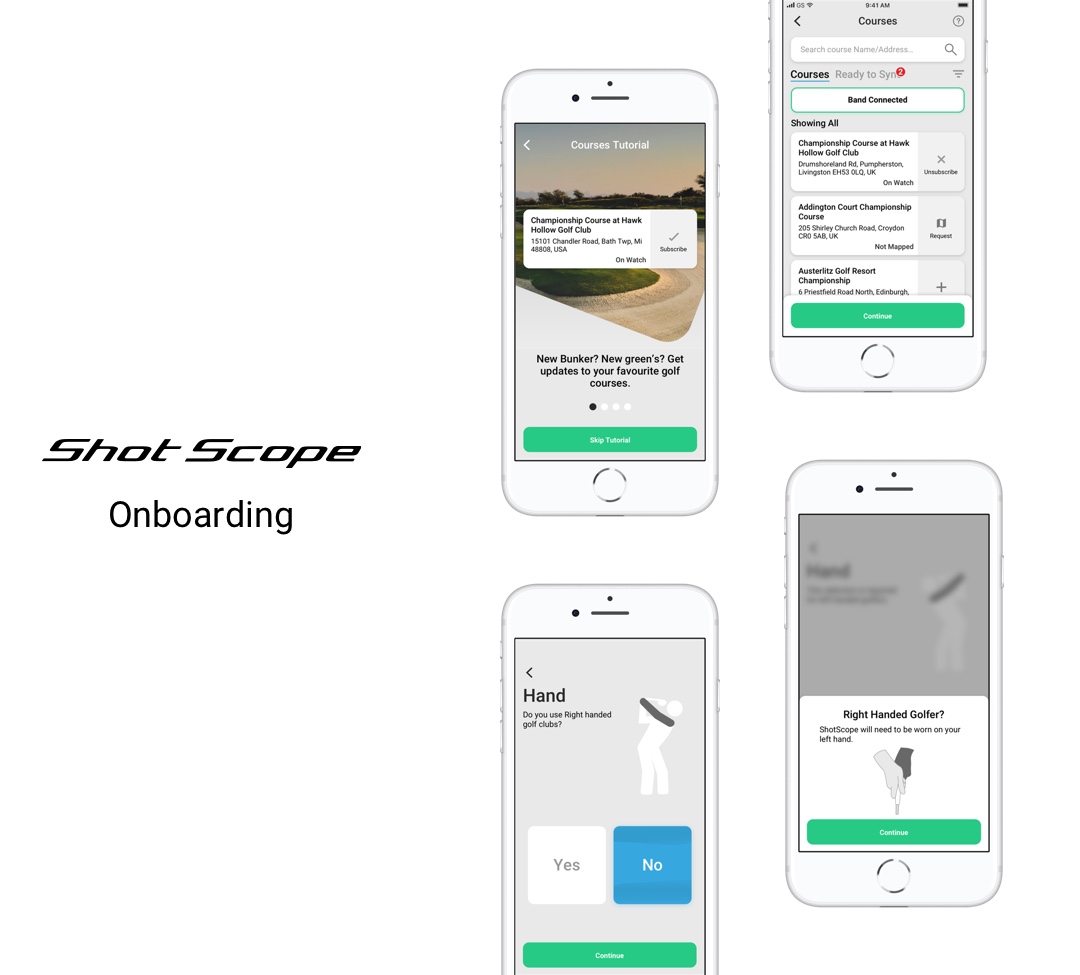 Shot Scope
Onboarding
Courses Tutorial
Championship Course at Hawk
Hollow Golf Club
15101 Chandler Road, Bath Twp, Mi
48808, USA
On Watch
Subscribe
New Bunker? New green's? Get
updates to your favourite golf
courses.
Skip Tutorial
GS
9:41 AM
Courses
?
Search course Name/Address...
Courses
Ready to Syn
2
Band Connected
Showing All
Championship Course at Hawk
Hollow Golf Club
Drumshoreland Rd, Pumpherston,
Livingston EH53 0LQ, UK
On Watch
Unsubscribe
Addington Court Championship
Course
205 Shirley Church Road, Croydon
CR0 5AB, UK
Not Mapped
Request
Austerlitz Golf Resort
Championship
6 Priestfield Road North, Edinburgh,
Continue
Hand
Do you use Right handed
golf clubs?
Yes
No
Continue
Hand
Right Handed Golfer?
ShotScope will need to be worn on your
left hand.
Continue